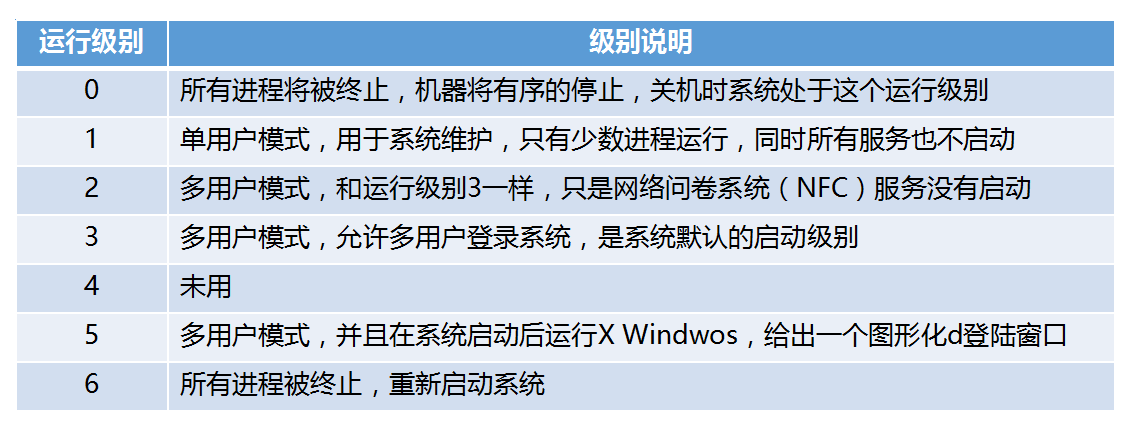 运行级别 级别说明
0 所有进程将被终止，机器将有序的停止，关机时系统处于这个运行级别
1 单用户模式，用于系统维护，只有少数进程运行，同时所有服务也不启动
2 多用户模式，和运行级别3一样，只是网络问卷系统（NFC）服务没有启动
3 多用户模式，允许多用户登录系统，是系统默认的启动级别
4 未用
5 多用户模式，并且在系统启动后运行X Windwos，给出一个图形化d登陆窗口
6 所有进程被终止，重新启动系统